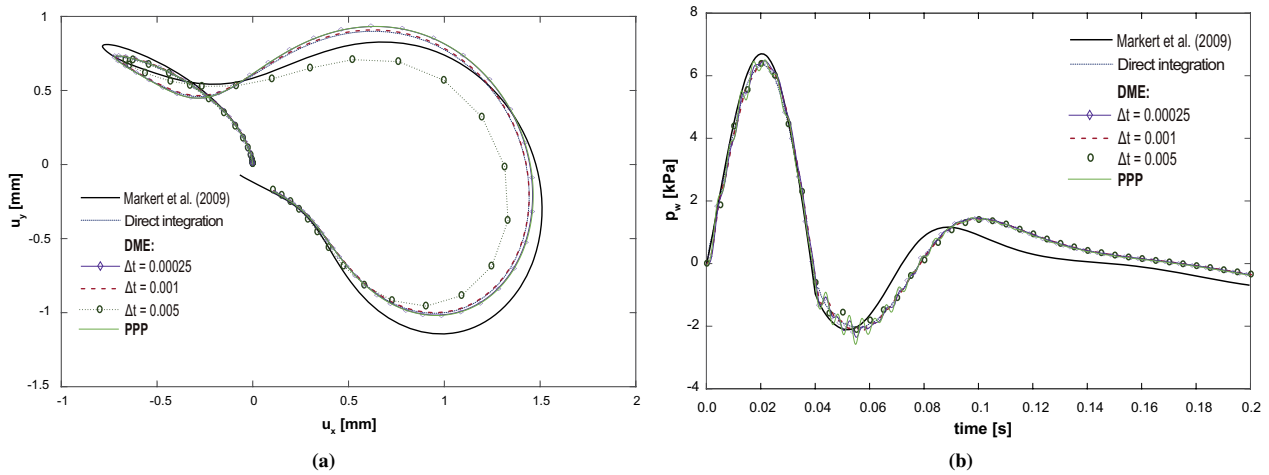 1
0.5
0
-0.5
-1
-1.5
-1
-0.5
0
0.5
1
1.5
2
u_y [mm]
u_x [mm]
Markert et al. (2009)
Direct integration
DME:
Δt = 0.00025
Δt = 0.001
Δt = 0.005
PPP
(a)
8
6
4
2
0
-2
-4
0.0
0.02
0.04
0.06
0.08
0.1
0.12
0.14
0.16
0.18
0.2
p_w [kPa]
time [s]
Markert et al. (2009)
Direct integration
DME:
Δt = 0.00025
Δt = 0.001
Δt = 0.005
PPP
(b)